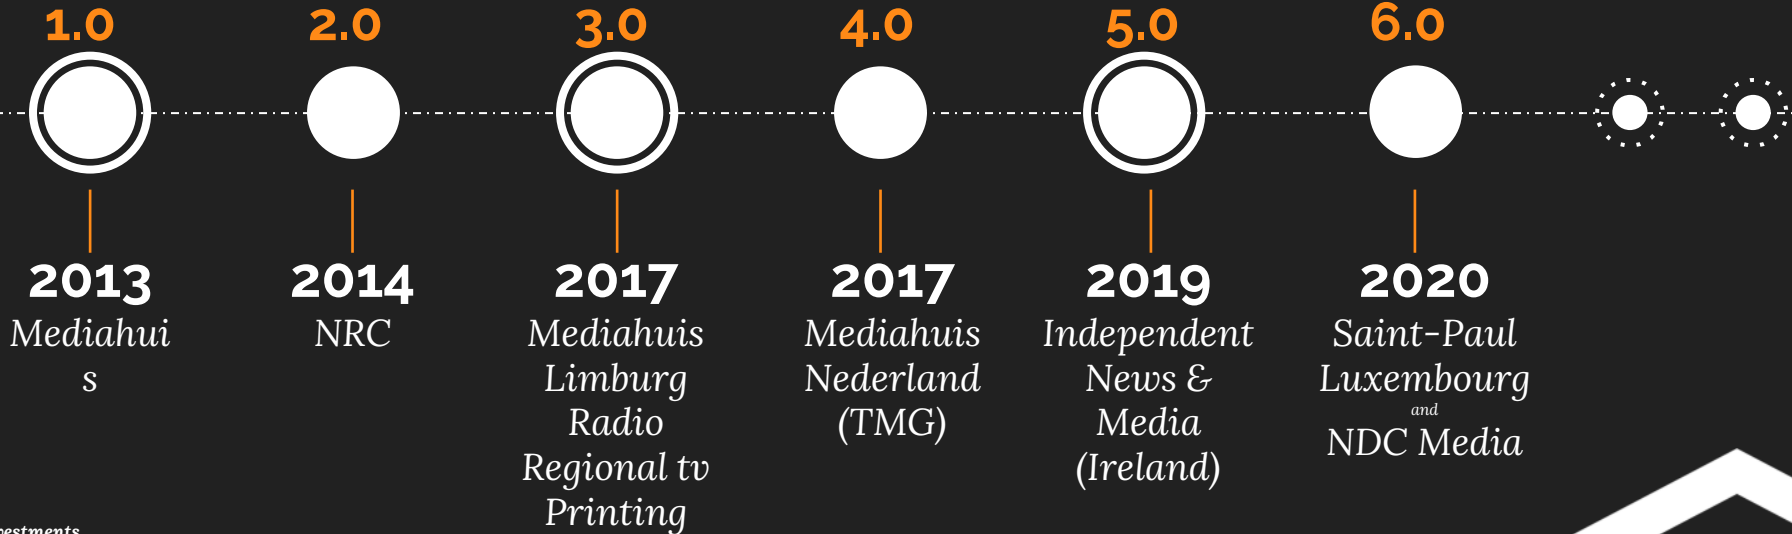 1.0
2.0
3.0
4.0
5.0
6.0
2013
Mediahui
s
2014
NRC
2017
Mediahuis
Limburg
Radio
Regional tv
Printing
2017
Mediahuis
Nederland
(TMG)
2019
Independent
News &
Media
(Ireland)
2020
Saint-Paul
Luxembourg
and
NDC Media